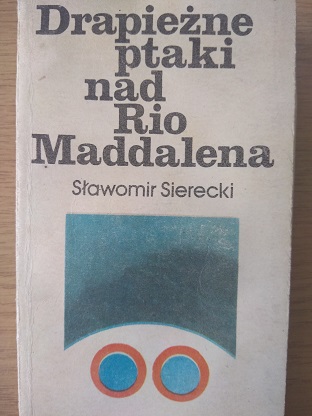 Drapieżne
ptaki
nad
Rio
Maddalena
Sławomir Sierecki